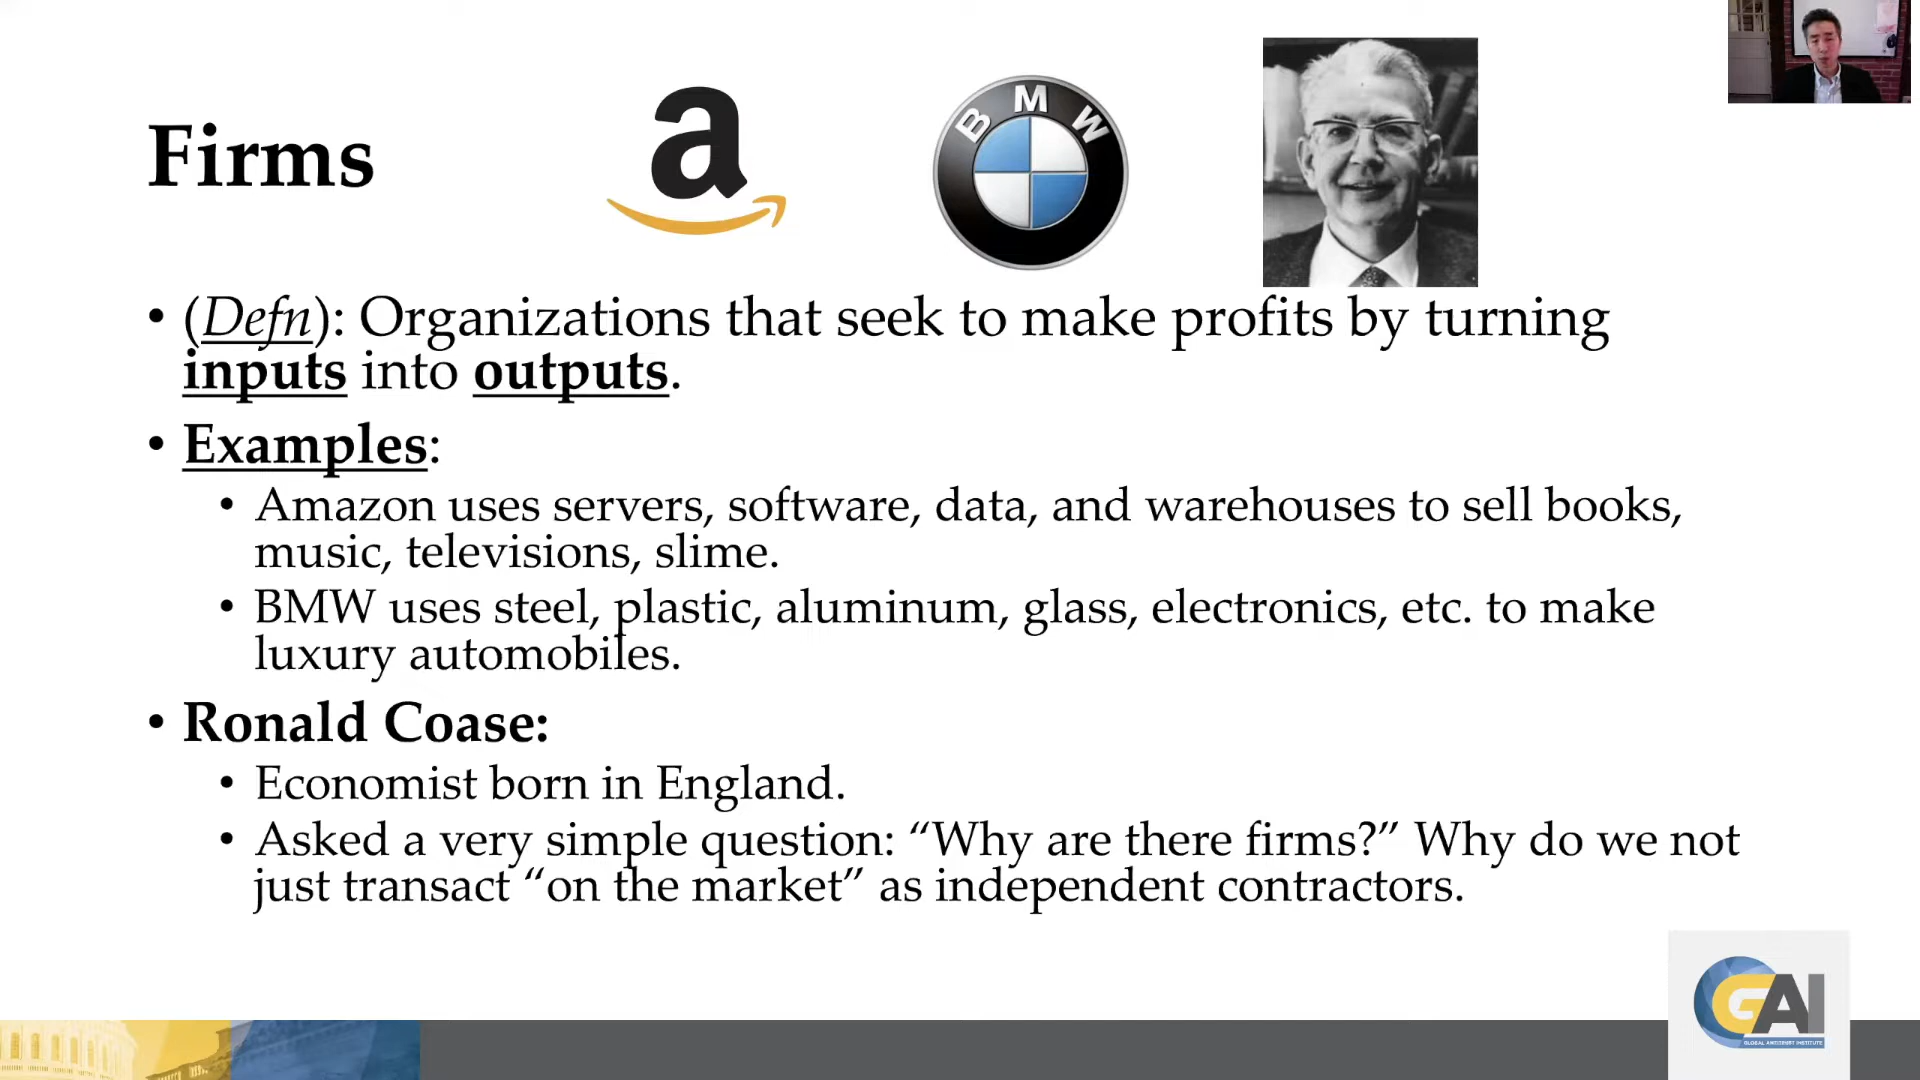 Firms
a
BMW
• (Defn): Organizations that seek to make profits by turning
inputs into outputs.
• Examples:
• Amazon uses servers, software, data, and warehouses to sell books,
music, televisions, slime.
• BMW uses steel, plastic, aluminum, glass, electronics, etc. to make
luxury automobiles.
• Ronald Coase:
• Economist born in England.
• Asked a very simple question: “Why are there firms?” Why do we not
just transact “on the market” as independent contractors.
GAI
GLOBAL ANTITRUST INSTITUTE